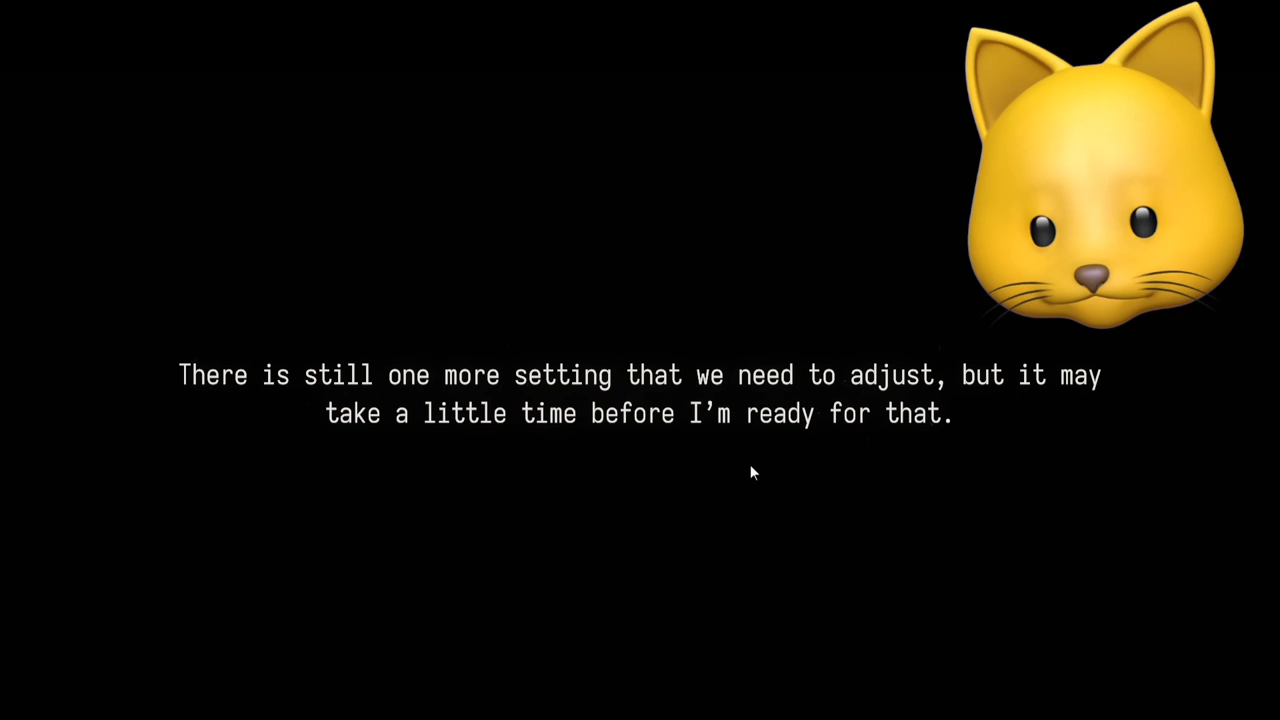 There is still one more setting that we need to adjust, but it may
take a little time before I’m ready for that.